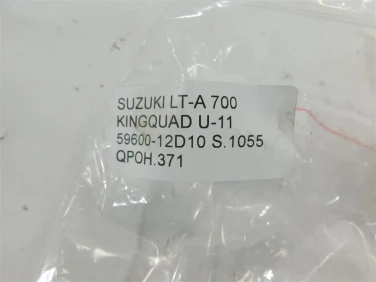 SUZUKI LT-A 700
KINGQUAD U-11
59600-12D10 S.1055
QPOH.371